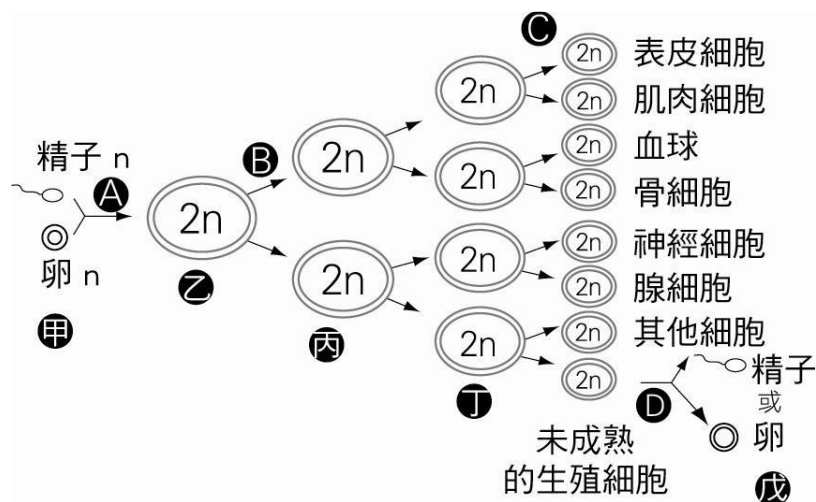 C
2n 表皮細胞
2n
2n 肌肉細胞
B
2n
精子 n
2n 血球
A
2n
2n 骨細胞
2n
2n 神經細胞
卵 n
2n
乙
2n
2n 腺細胞
甲
丙
2n 其他細胞
2n
精子
2n
D
或
丁
卵
未成熟
的生殖細胞
戊